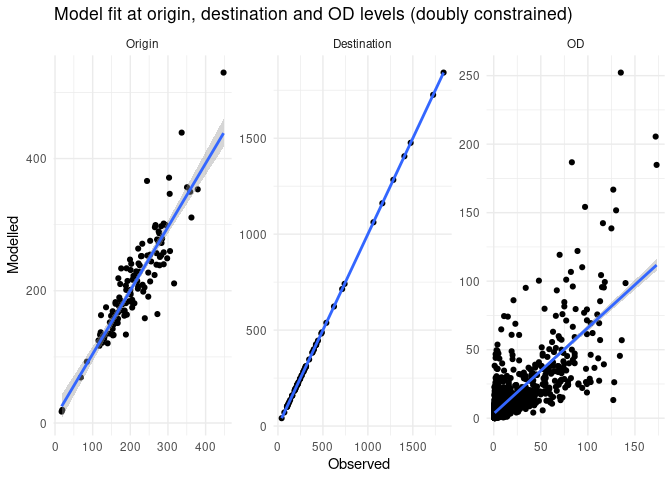 Model fit at origin, destination and OD levels (doubly constrained)
Origin Destination OD
Modelled
400
200
0
1500
1000
500
0
250
200
150
100
50
0
0 100 200 300 400
0 500 1000 1500
0 50 100 150
Observed